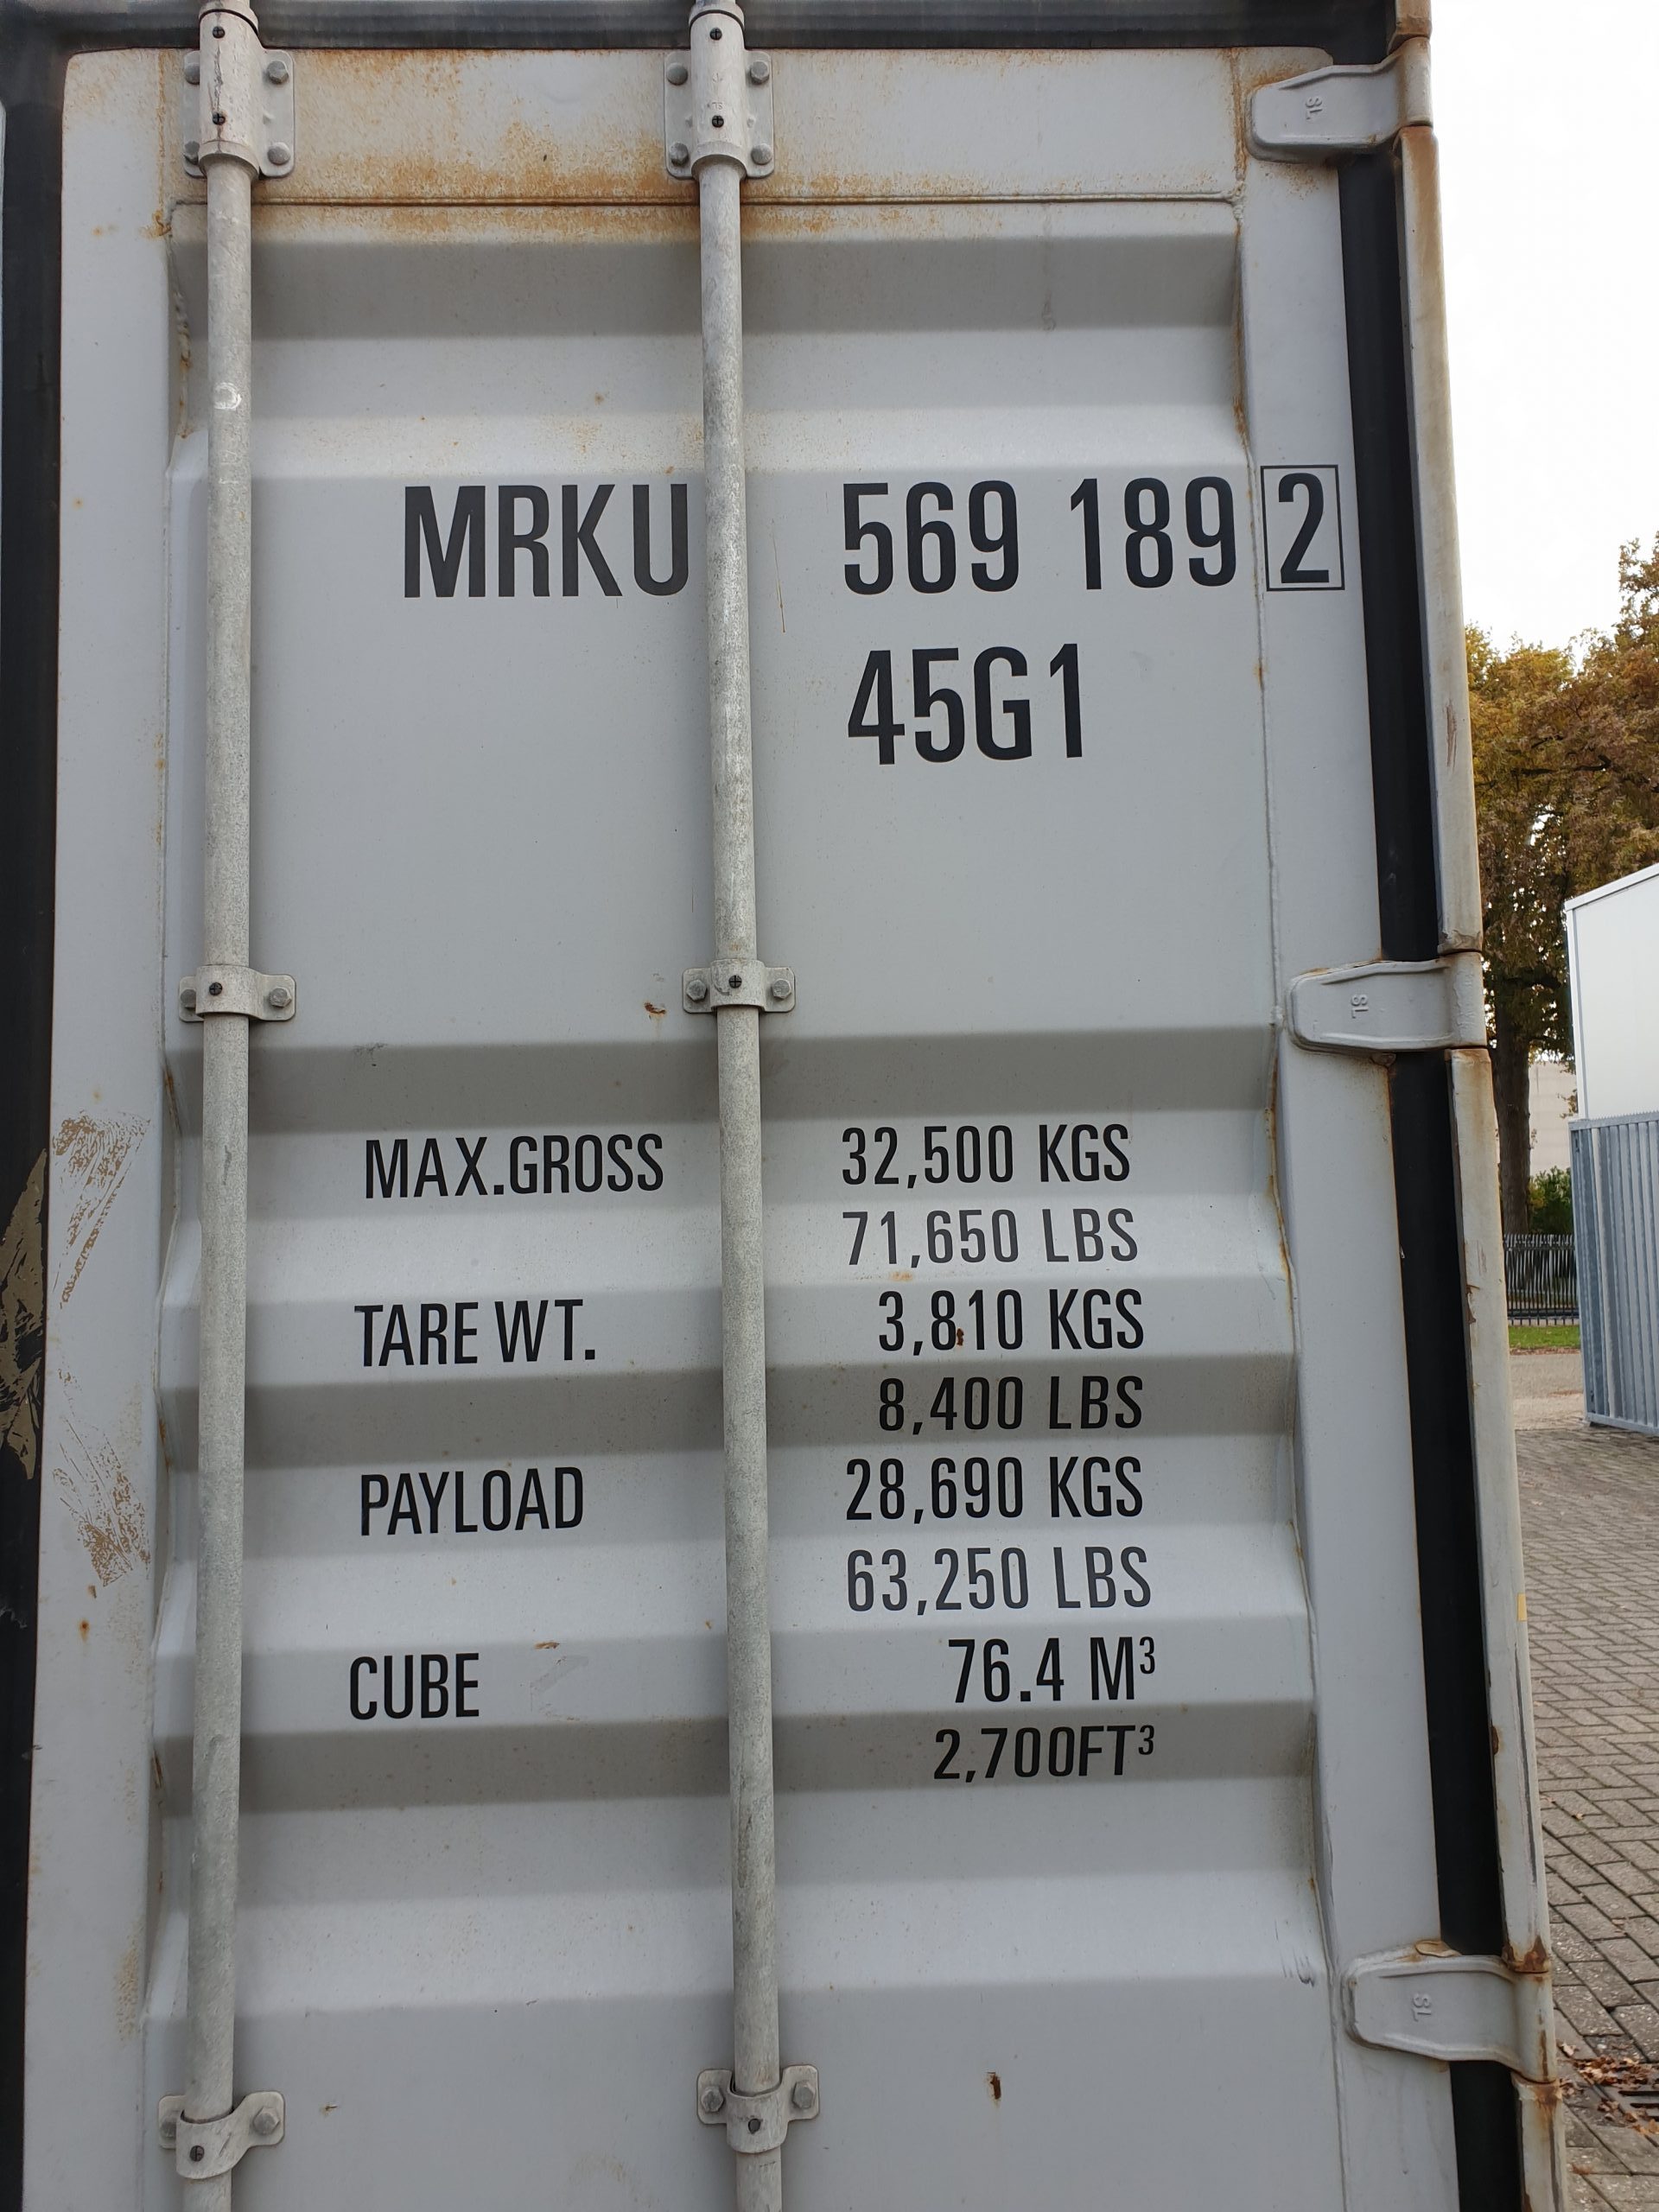 MRKU 569 189 2
45G1
MAX.GROSS 32,500 KGS
71,650 LBS
TARE WT. 3,810 KGS
8,400 LBS
PAYLOAD 28,690 KGS
63,250 LBS
CUBE 76.4 M³
2,700FT³